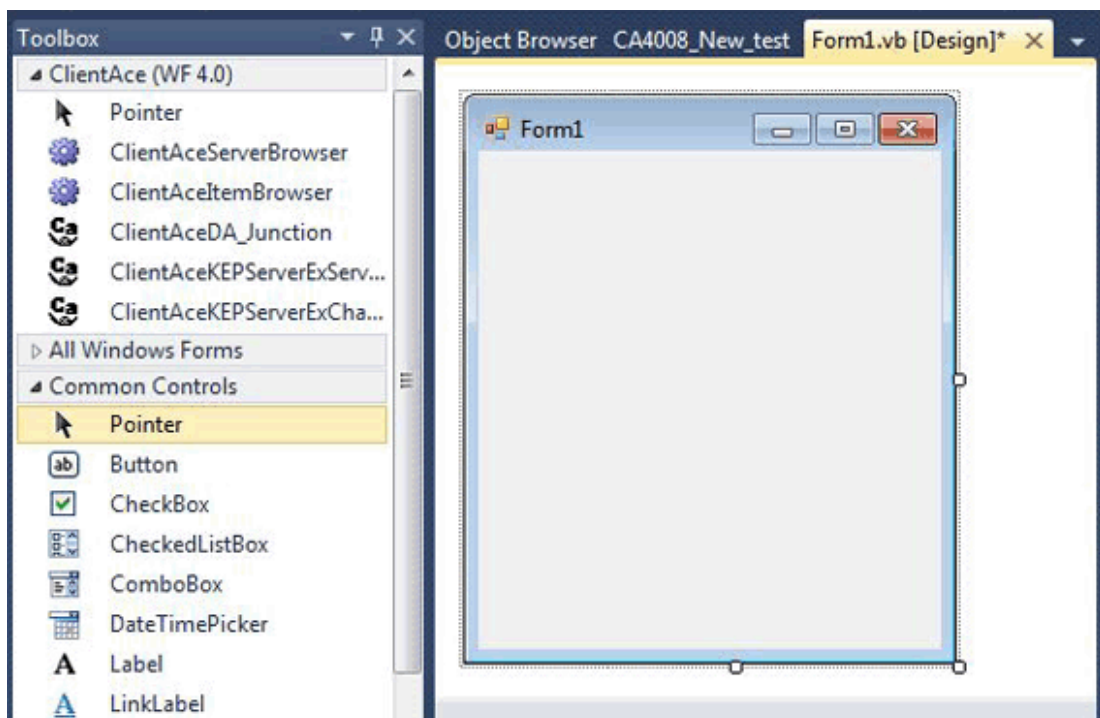 Toolbox
ClientAce (WF 4.0)
Pointer
ClientAceServerBrowser
ClientAceItemBrowser
ClientAceDA_Junction
ClientAceKEPServerExServ...
ClientAceKEPServerExCha...
All Windows Forms
Common Controls
Pointer
Button
CheckBox
CheckedListBox
ComboBox
DateTimePicker
Label
LinkLabel
Object Browser CA4008_New_test Form1.vb [Design]*
Form1